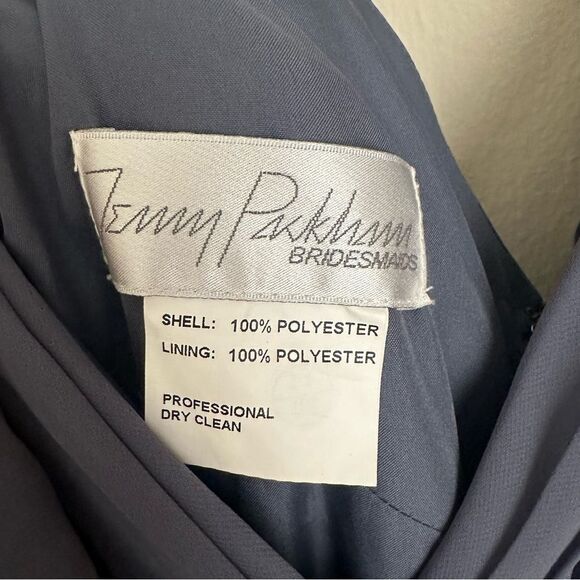 Jenny Packham
BRIDESMAIDS
SHELL: 100% POLYESTER
LINING: 100% POLYESTER
PROFESSIONAL
DRY CLEAN